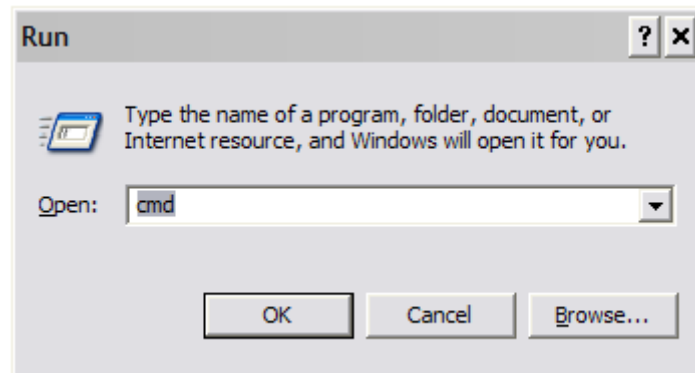 Run
Type the name of a program, folder, document, or
Internet resource, and Windows will open it for you.
Open: cmd
OK Cancel Browse...